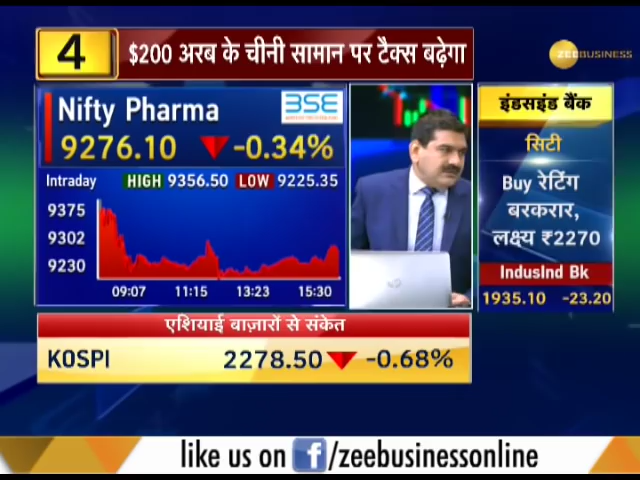 4
$200 अरब के चीनी सामान पर टैक्स बढ़ेगा
ZEE BUSINESS
Nifty Pharma
BSE
9276.10 -0.34%
Intraday HIGH 9356.50 LOW 9225.35
9375
9302
9230
09:07 11:15 13:23 15:30
इंडसइंड बैंक
सिटी
Buy रेटिंग
बरकरार,
लक्ष्य ₹2270
IndusInd Bk
1935.10 -23.20
एशियाई बाज़ारों से संकेत
KOSPI 2278.50 -0.68%
like us on f/zeebusinessonline